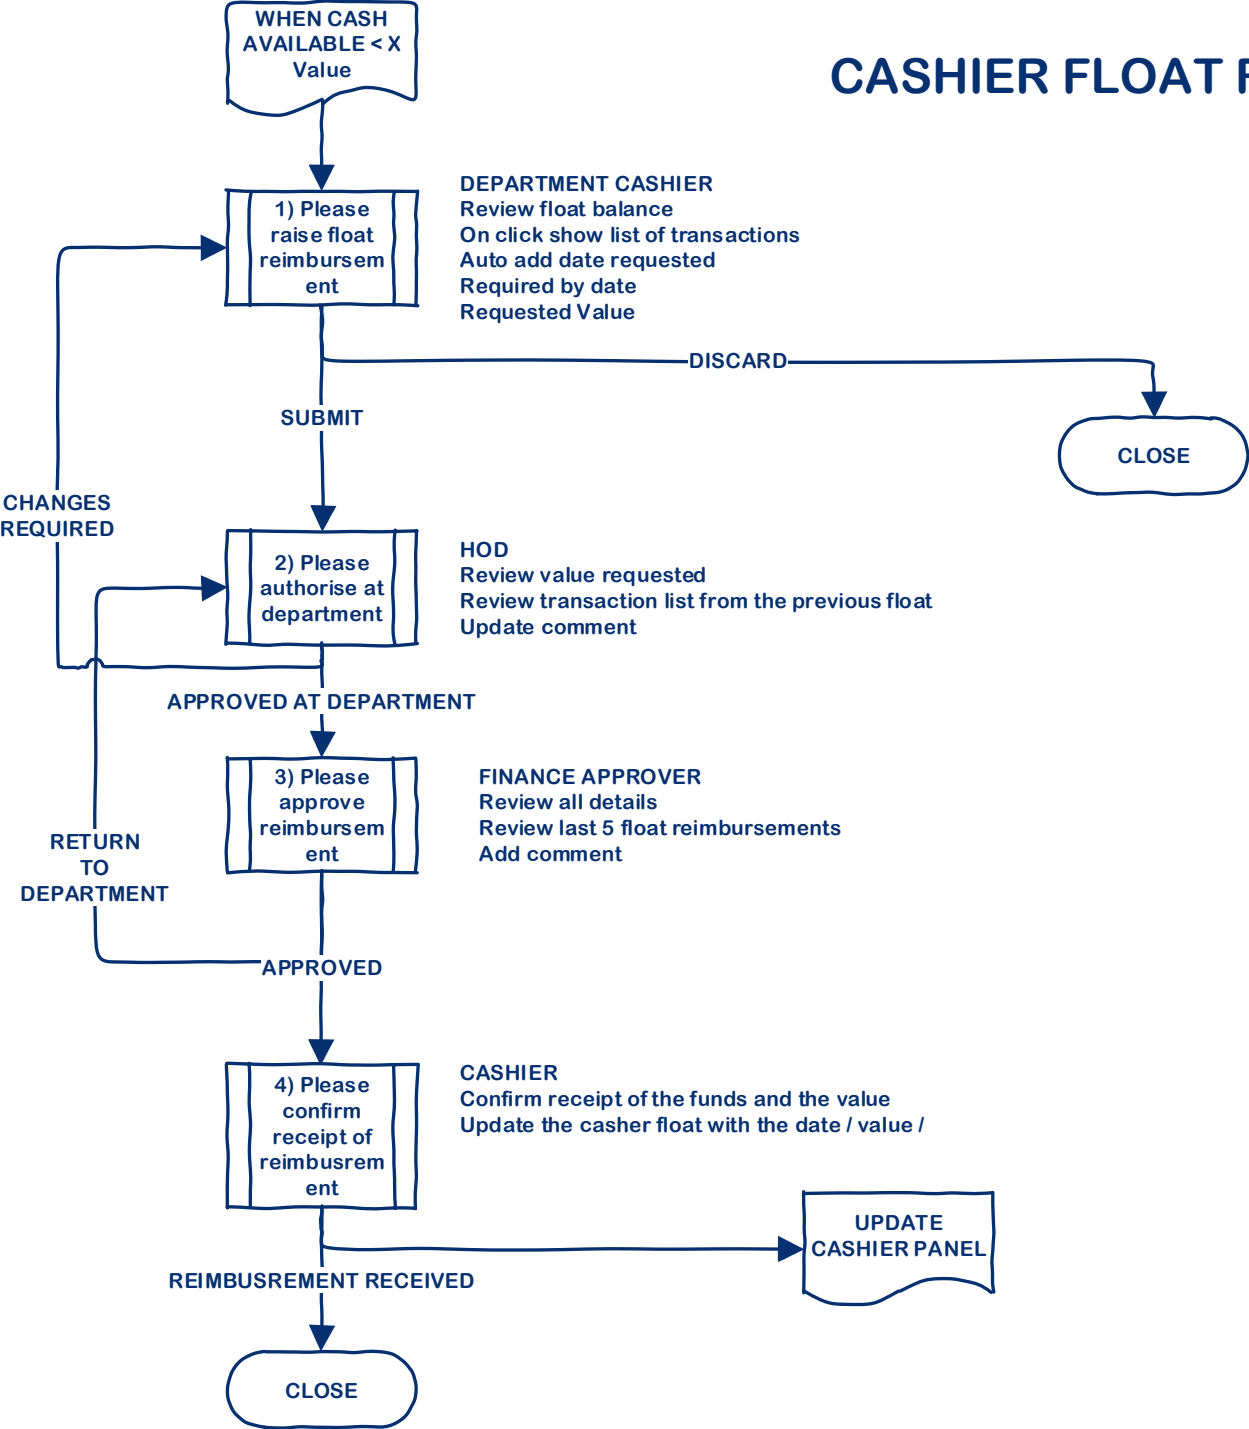 WHEN CASH
AVAILABLE < X
Value
CASHIER FLOAT
1) Please
raise float
reimbursem
ent
DEPARTMENT CASHIER
Review float balance
On click show list of transactions
Auto add date requested
Required by date
Requested Value
DISCARD
SUBMIT
CLOSE
CHANGES
REQUIRED
2) Please
authorise at
department
HOD
Review value requested
Review transaction list from the previous float
Update comment
APPROVED AT DEPARTMENT
3) Please
approve
reimbursem
ent
FINANCE APPROVER
Review all details
Review last 5 float reimbursements
Add comment
RETURN
TO
DEPARTMENT
APPROVED
4) Please
confirm
receipt of
reimbusrem
ent
CASHIER
Confirm receipt of the funds and the value
Update the casher float with the date / value /
UPDATE
CASHIER PANEL
REIMBUSREMENT RECEIVED
CLOSE